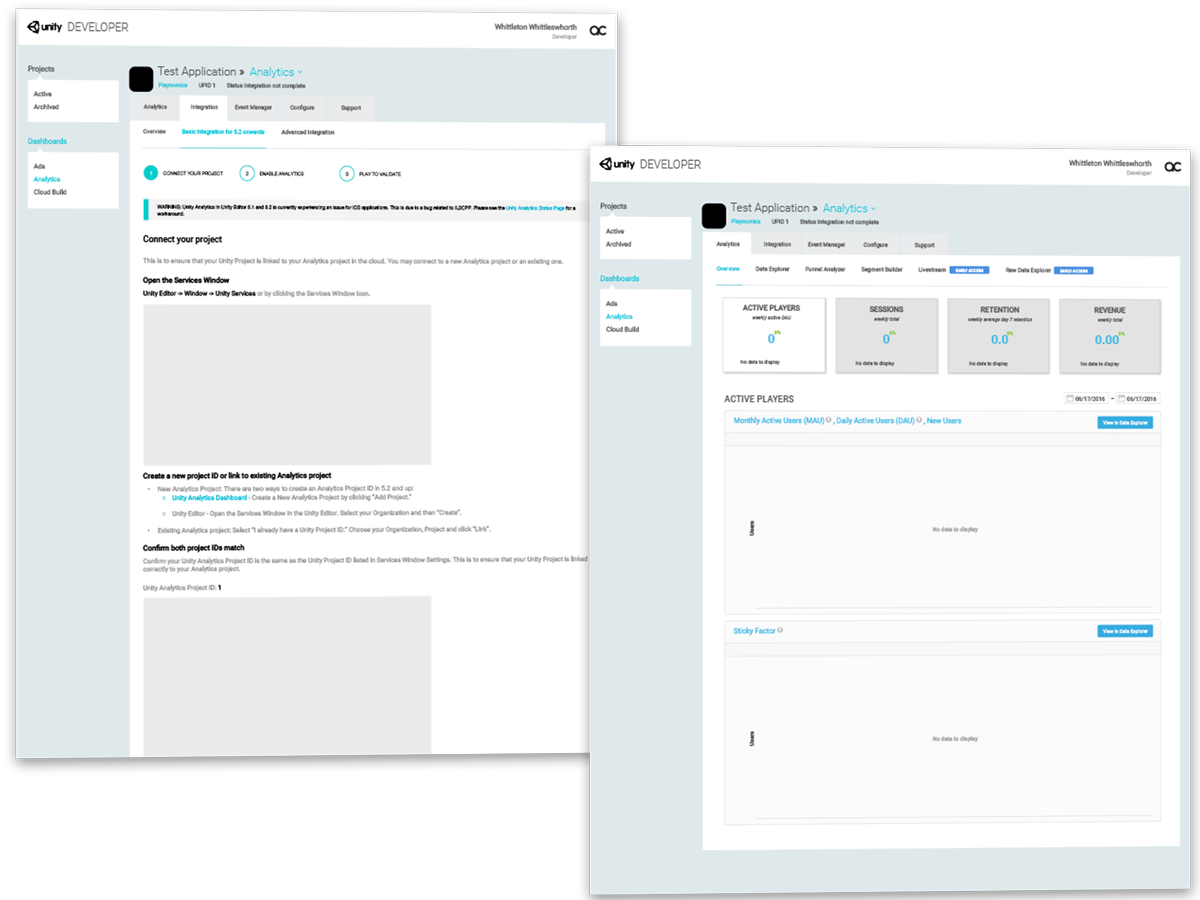 unity DEVELOPER
Whittleton Whittleswhorth
Developer
Projects
Active
Archived
Dashboards
Ads
Analytics
Cloud Build
Test Application » Analytics
Playnomics UPID 1 Status Integration not complete
Analytics Integration Event Manager Configure Support
Overview Basic Integration for 5.2 onwards Advanced Integration
1 CONNECT YOUR PROJECT 2 ENABLE ANALYTICS 3 PLAY TO VALIDATE
WARNING: Unity Analytics in Unity Editor 5.1 and 5.2 is currently experiencing an issue for iOS applications. This is due to a bug related to IL2CPP. Please see the Unity Analytics Status Page for a
workaround.
Connect your project
This is to ensure that your Unity Project is linked to your Analytics project in the cloud. You may connect to a new Analytics project or an existing one.
Open the Services Window
Unity Editor -> Window -> Unity Services or by clicking the Services Window icon.
Create a new project ID or link to existing Analytics project
• New Analytics Project: There are two ways to create an Analytics Project ID in 5.2 and up:
Unity Analytics Dashboard - Create a New Analytics Project by clicking "Add Project."
Unity Editor - Open the Services Window in the Unity Editor. Select your Organization and then "Create".
• Existing Analytics project: Select "I already have a Unity Project ID." Choose your Organization, Project and click "Link".
Confirm both project IDs match
Confirm your Unity Analytics Project ID is the same as the Unity Project ID listed in Services Window Settings. This is to ensure that your Unity Project is linked
correctly to your Analytics project.
Unity Analytics Project ID: 1
unity DEVELOPER
Whittleton Whittleswhorth
Developer
Projects
Active
Archived
Dashboards
Ads
Analytics
Cloud Build
Test Application » Analytics
Playnomics UPID 1 Status Integration not complete
Analytics Integration Event Manager Configure Support
Overview Data Explorer Funnel Analyzer Segment Builder Livestream EARLY ACCESS Raw Data Explorer EARLY ACCESS
ACTIVE PLAYERS
weekly active DAU
0 0%
No data to display
SESSIONS
weekly total
0 0%
No data to display
RETENTION
weekly average day 7 retention
0.0 0%
No data to display
REVENUE
weekly total
0.00 0%
No data to display
ACTIVE PLAYERS
06/17/2016 - 06/17/2016
Monthly Active Users (MAU) , Daily Active Users (DAU) , New Users
View in Data Explorer
Users
No data to display
Sticky Factor
View in Data Explorer
Users
No data to display